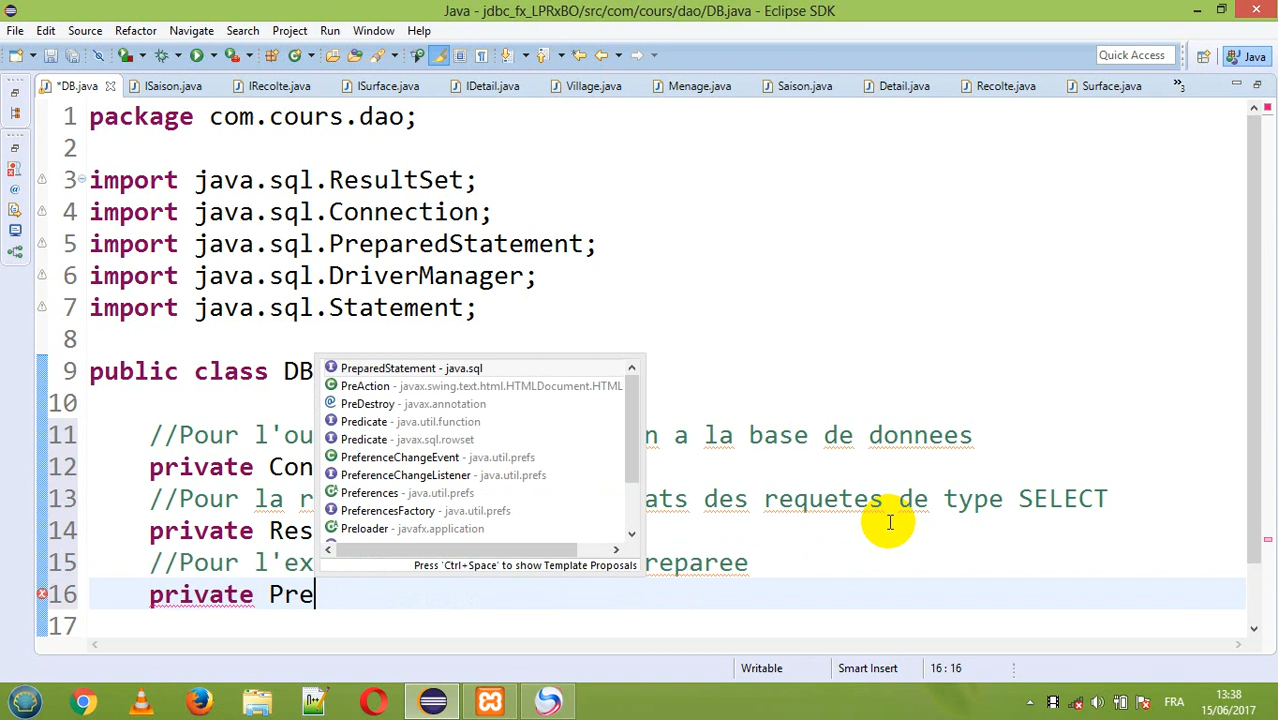 Java - jdbc_fx_LPRxBO/src/com/cours/dao/DB.java - Eclipse SDK
File Edit Source Refactor Navigate Search Project Run Window Help
Quick Access Java
*DB.java ISaison.java IRecolte.java ISurface.java IDetail.java Village.java Menage.java Saison.java Detail.java Recolte.java Surface.java »3
1 package com.cours.dao;
2
3 import java.sql.ResultSet;
4 import java.sql.Connection;
5 import java.sql.PreparedStatement;
6 import java.sql.DriverManager;
7 import java.sql.Statement;
8
9 public class DB
10
11 //Pour l'ou n a la base de donnees
12 private Con
13 //Pour la r ats des requetes de type SELECT
14 private Res
15 //Pour l'ex reparee
16 private Pre
17
PreparedStatement - java.sql
PreAction - javax.swing.text.html.HTMLDocument.HTML
PreDestroy - javax.annotation
Predicate - java.util.function
Predicate - javax.sql.rowset
PreferenceChangeEvent - java.util.prefs
PreferenceChangeListener - java.util.prefs
Preferences - java.util.prefs
PreferencesFactory - java.util.prefs
Preloader - javafx.application
Press 'Ctrl+Space' to show Template Proposals
Writable Smart Insert 16 : 16
FRA 13:38
15/06/2017